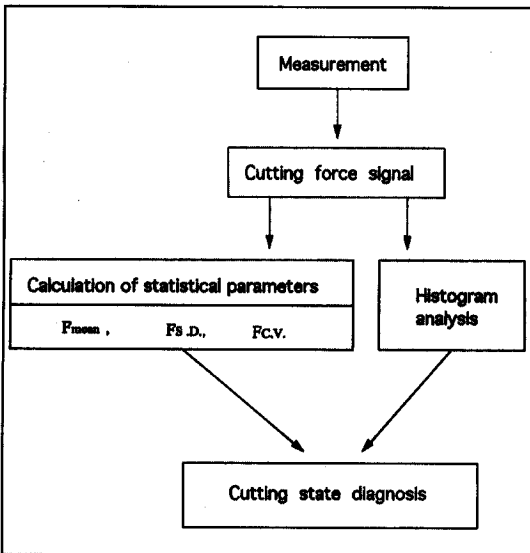 Measurement
Cutting force signal
Calculation of statistical parameters
Fmean , FS.D., FC.V.
Histogram
analysis
Cutting state diagnosis